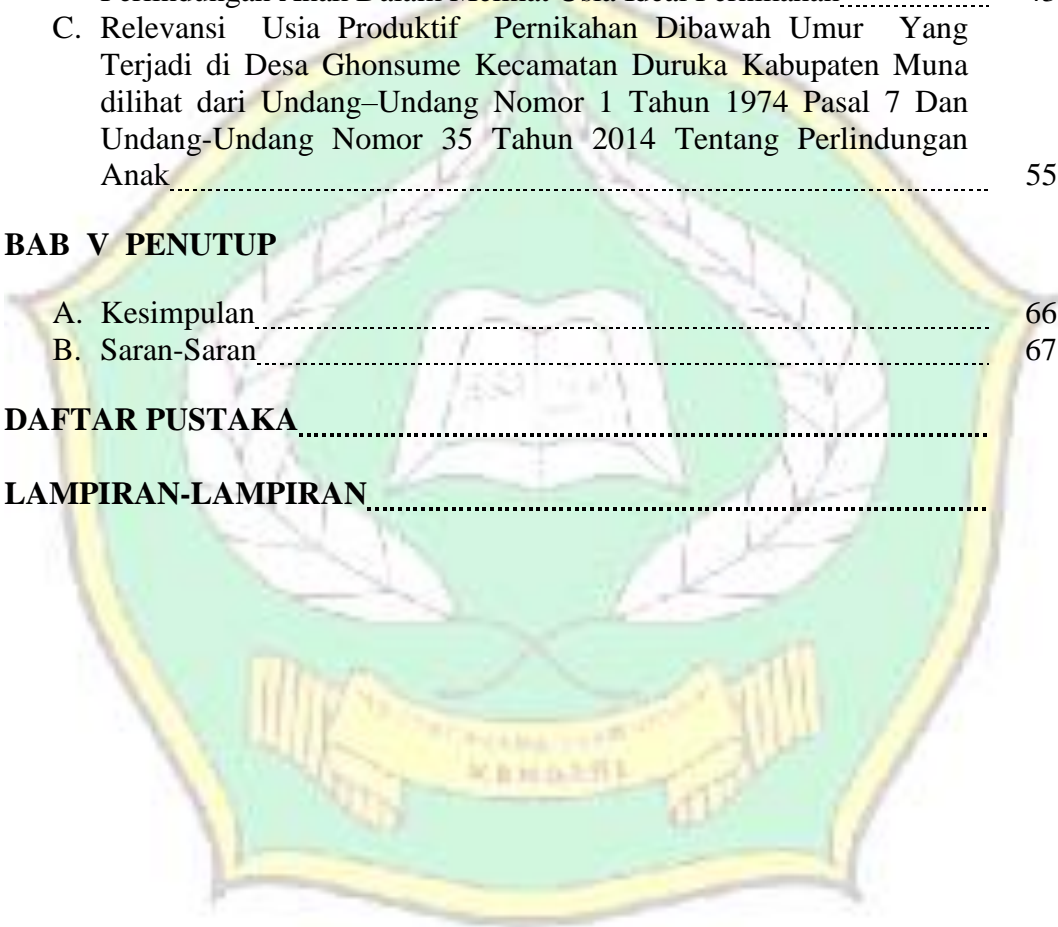 C. Relevansi Usia Produktif Pernikahan Dibawah Umur Yang
Terjadi di Desa Ghonsume Kecamatan Duruka Kabupaten Muna
dilihat dari Undang–Undang Nomor 1 Tahun 1974 Pasal 7 Dan
Undang-Undang Nomor 35 Tahun 2014 Tentang Perlindungan
Anak 55
BAB V PENUTUP
A. Kesimpulan 66
B. Saran-Saran 67
DAFTAR PUSTAKA
LAMPIRAN-LAMPIRAN
KENDARI